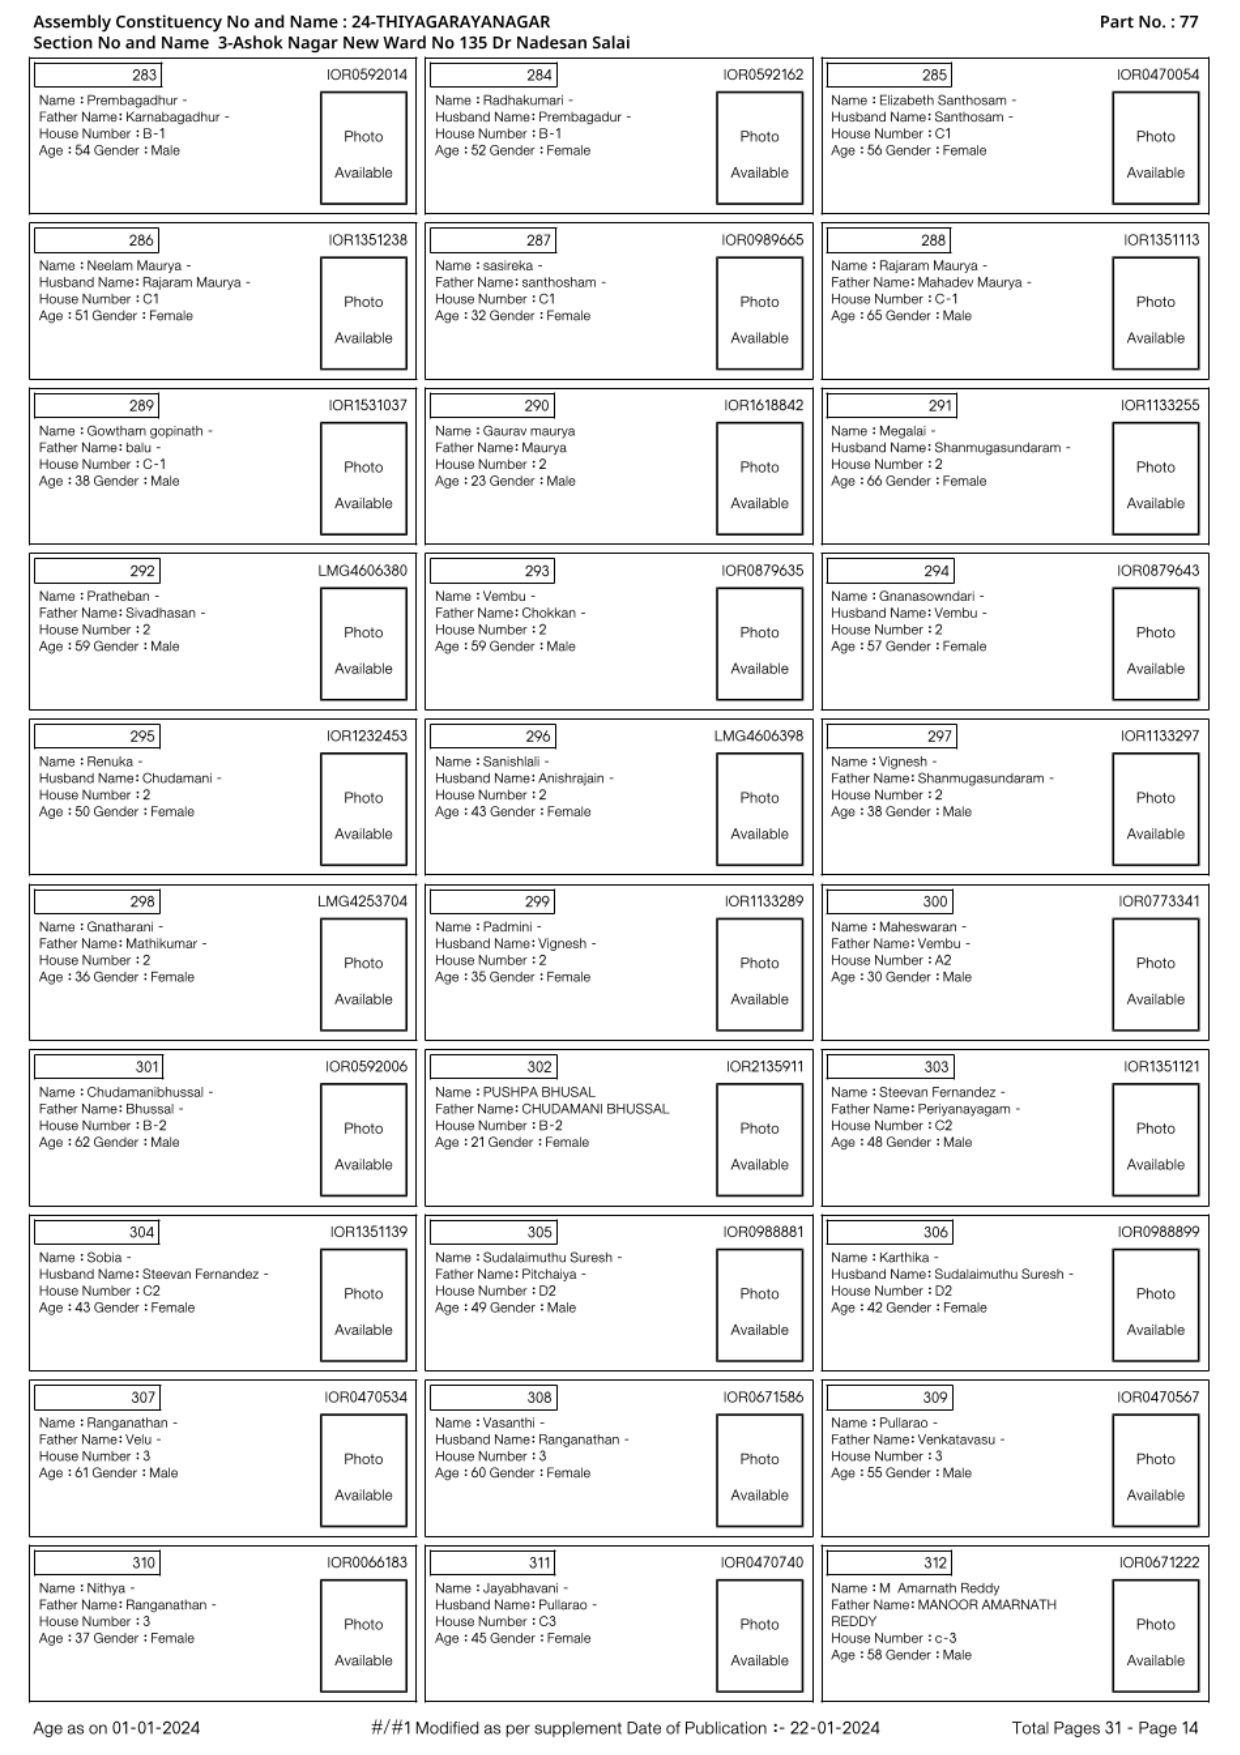 Assembly Constituency No and Name : 24-THIYAGARAYANAGAR
Part No. : 77
Section No and Name 3-Ashok Nagar New Ward No 135 Dr Nadesan Salai
283
IOR0592014
Name : Prembagadhur -
Father Name: Karnabagadhur -
House Number : B-1
Age : 54 Gender : Male
Photo
Available
284
IOR0592162
Name : Radhakumari -
Husband Name: Prembagadur -
House Number : B-1
Age : 52 Gender : Female
Photo
Available
285
IOR0470054
Name : Elizabeth Santhosam -
Husband Name: Santhosam -
House Number : C1
Age : 56 Gender : Female
Photo
Available
286
IOR1351238
Name : Neelam Maurya -
Husband Name: Rajaram Maurya -
House Number : C1
Age : 51 Gender : Female
Photo
Available
287
IOR0989665
Name : sasireka -
Father Name: santhosham -
House Number : C1
Age : 32 Gender : Female
Photo
Available
288
IOR1351113
Name : Rajaram Maurya -
Father Name: Mahadev Maurya -
House Number : C-1
Age : 65 Gender : Male
Photo
Available
289
IOR1531037
Name : Gowtham gopinath -
Father Name: balu -
House Number : C-1
Age : 38 Gender : Male
Photo
Available
290
IOR1618842
Name : Gaurav maurya
Father Name: Maurya
House Number : 2
Age : 23 Gender : Male
Photo
Available
291
IOR1133255
Name : Megalai -
Husband Name: Shanmugasundaram -
House Number : 2
Age : 66 Gender : Female
Photo
Available
292
LMG4606380
Name : Pratheban -
Father Name: Sivadhasan -
House Number : 2
Age : 59 Gender : Male
Photo
Available
293
IOR0879635
Name : Vembu -
Father Name: Chokkan -
House Number : 2
Age : 59 Gender : Male
Photo
Available
294
IOR0879643
Name : Gnanasowndari -
Husband Name: Vembu -
House Number : 2
Age : 57 Gender : Female
Photo
Available
295
IOR1232453
Name : Renuka -
Husband Name: Chudamani -
House Number : 2
Age : 50 Gender : Female
Photo
Available
296
LMG4606398
Name : Sanishlali -
Husband Name: Anishrajain -
House Number : 2
Age : 43 Gender : Female
Photo
Available
297
IOR1133297
Name : Vignesh -
Father Name: Shanmugasundaram -
House Number : 2
Age : 38 Gender : Male
Photo
Available
298
LMG4253704
Name : Gnatharani -
Father Name: Mathikumar -
House Number : 2
Age : 36 Gender : Female
Photo
Available
299
IOR1133289
Name : Padmini -
Husband Name: Vignesh -
House Number : 2
Age : 35 Gender : Female
Photo
Available
300
IOR0773341
Name : Maheswaran -
Father Name: Vembu -
House Number : A2
Age : 30 Gender : Male
Photo
Available
301
IOR0592006
Name : Chudamanibhussal -
Father Name: Bhussal -
House Number : B-2
Age : 62 Gender : Male
Photo
Available
302
IOR2135911
Name : PUSHPA BHUSAL
Father Name: CHUDAMANI BHUSSAL
House Number : B-2
Age : 21 Gender : Female
Photo
Available
303
IOR1351121
Name : Steevan Fernandez -
Father Name: Periyanayagam -
House Number : C2
Age : 48 Gender : Male
Photo
Available
304
IOR1351139
Name : Sobia -
Husband Name: Steevan Fernandez -
House Number : C2
Age : 43 Gender : Female
Photo
Available
305
IOR0988881
Name : Sudalaimuthu Suresh -
Father Name: Pitchaiya -
House Number : D2
Age : 49 Gender : Male
Photo
Available
306
IOR0988899
Name : Karthika -
Husband Name: Sudalaimuthu Suresh -
House Number : D2
Age : 42 Gender : Female
Photo
Available
307
IOR0470534
Name : Ranganathan -
Father Name: Velu -
House Number : 3
Age : 61 Gender : Male
Photo
Available
308
IOR0671586
Name : Vasanthi -
Husband Name: Ranganathan -
House Number : 3
Age : 60 Gender : Female
Photo
Available
309
IOR0470567
Name : Pullarao -
Father Name: Venkatavasu -
House Number : 3
Age : 55 Gender : Male
Photo
Available
310
IOR0066183
Name : Nithya -
Father Name: Ranganathan -
House Number : 3
Age : 37 Gender : Female
Photo
Available
311
IOR0470740
Name : Jayabhavani -
Husband Name: Pullarao -
House Number : C3
Age : 45 Gender : Female
Photo
Available
312
IOR0671222
Name : M Amarnath Reddy
Father Name: MANOOR AMARNATH
REDDY
House Number : c-3
Age : 58 Gender : Male
Photo
Available
Age as on 01-01-2024
#/#1 Modified as per supplement Date of Publication :- 22-01-2024
Total Pages 31 - Page 14